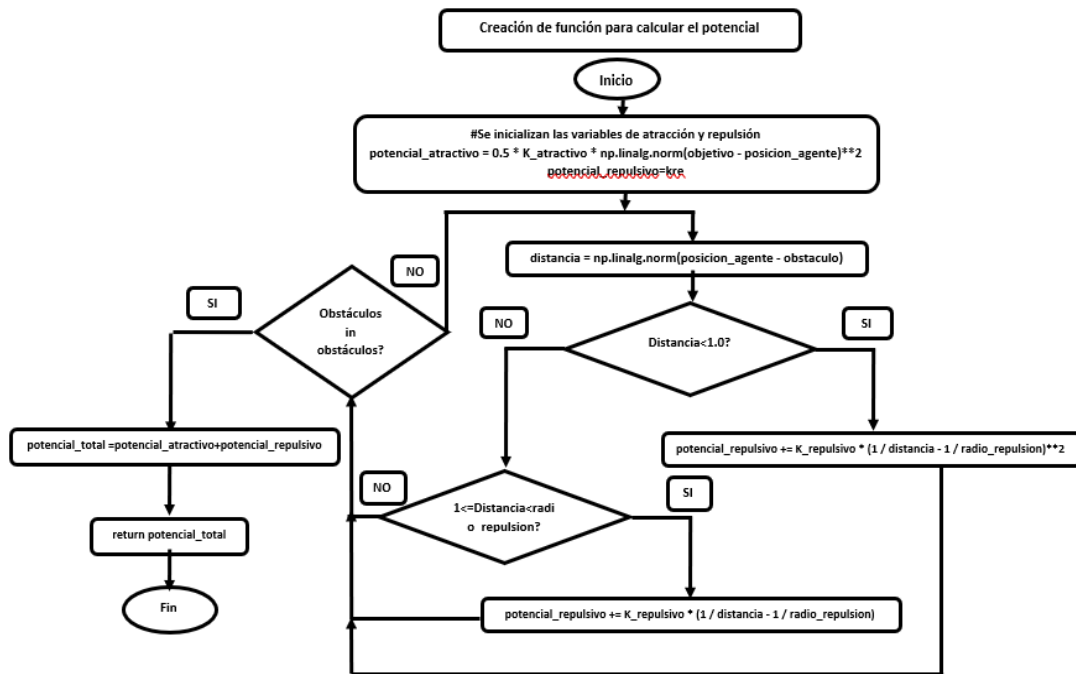 Creación de función para calcular el potencial
Inicio
#Se inicializan las variables de atracción y repulsión
potencial_atractivo = 0.5 * K_atractivo * np.linalg.norm(objetivo - posicion_agente)**2
potencial_repulsivo=kre
distancia = np.linalg.norm(posicion_agente - obstaculo)
NO
SI
Obstáculos
in
obstáculos?
NO
Distancia<1.0?
SI
potencial_total =potencial_atractivo+potencial_repulsivo
potencial_repulsivo += K_repulsivo * (1 / distancia - 1 / radio_repulsion)**2
NO
1<=Distancia<radi
o_repulsion?
SI
return potencial_total
Fin
potencial_repulsivo += K_repulsivo * (1 / distancia - 1 / radio_repulsion)